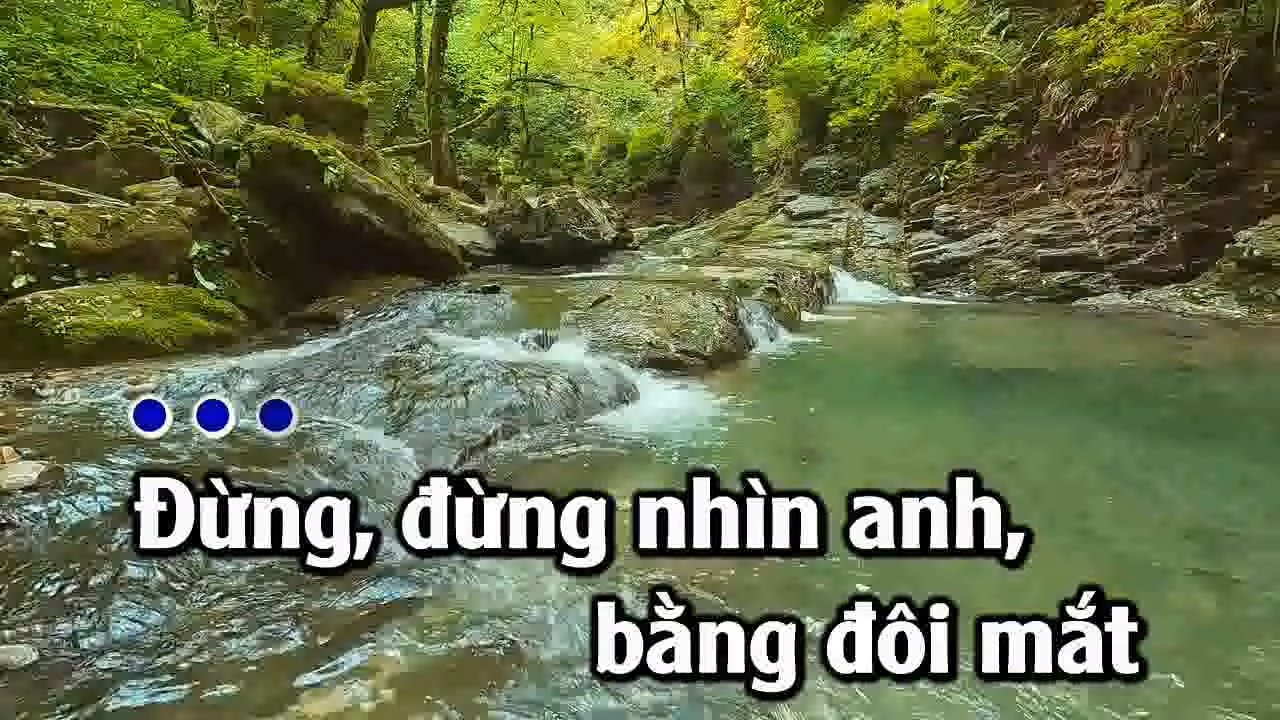 Đừng, đừng nhìn anh,
bằng đôi mắt